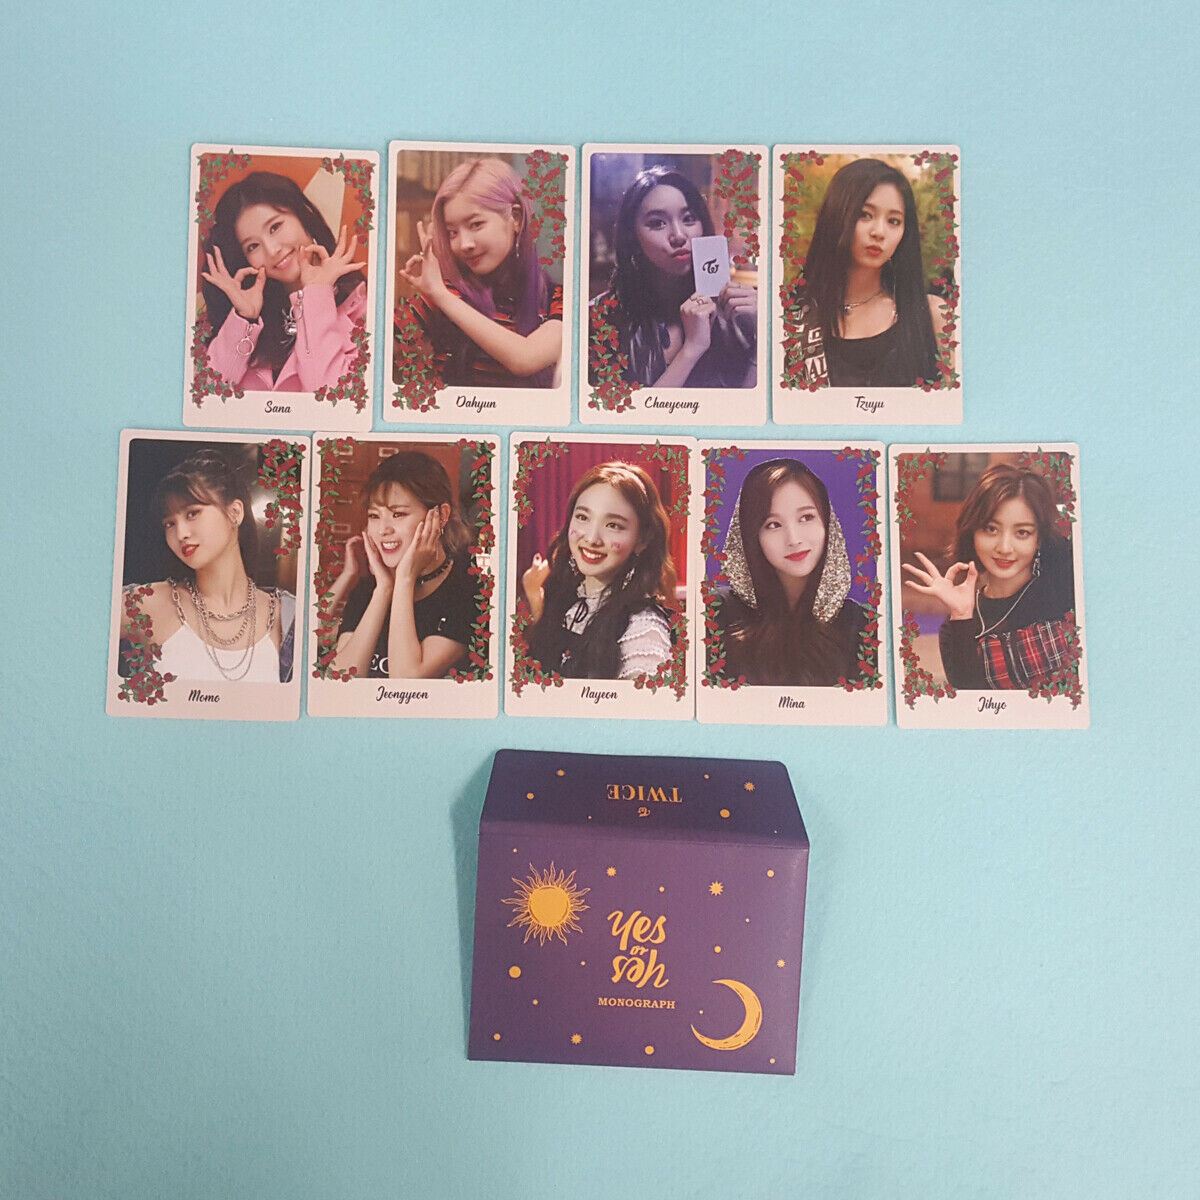 Sana
Dahyun
Chaeyoung
Tzuyu
Momo
Jeongyeon
Nayeon
Mina
Jihyo
TWICE
Yes
or
Yes
MONOGRAPH